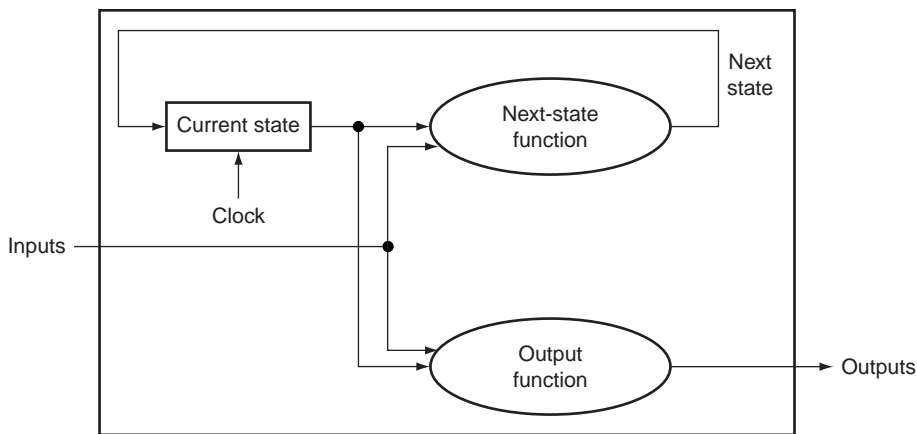 Next
state
Current state
Next-state
function
Clock
Inputs
Output
function
Outputs